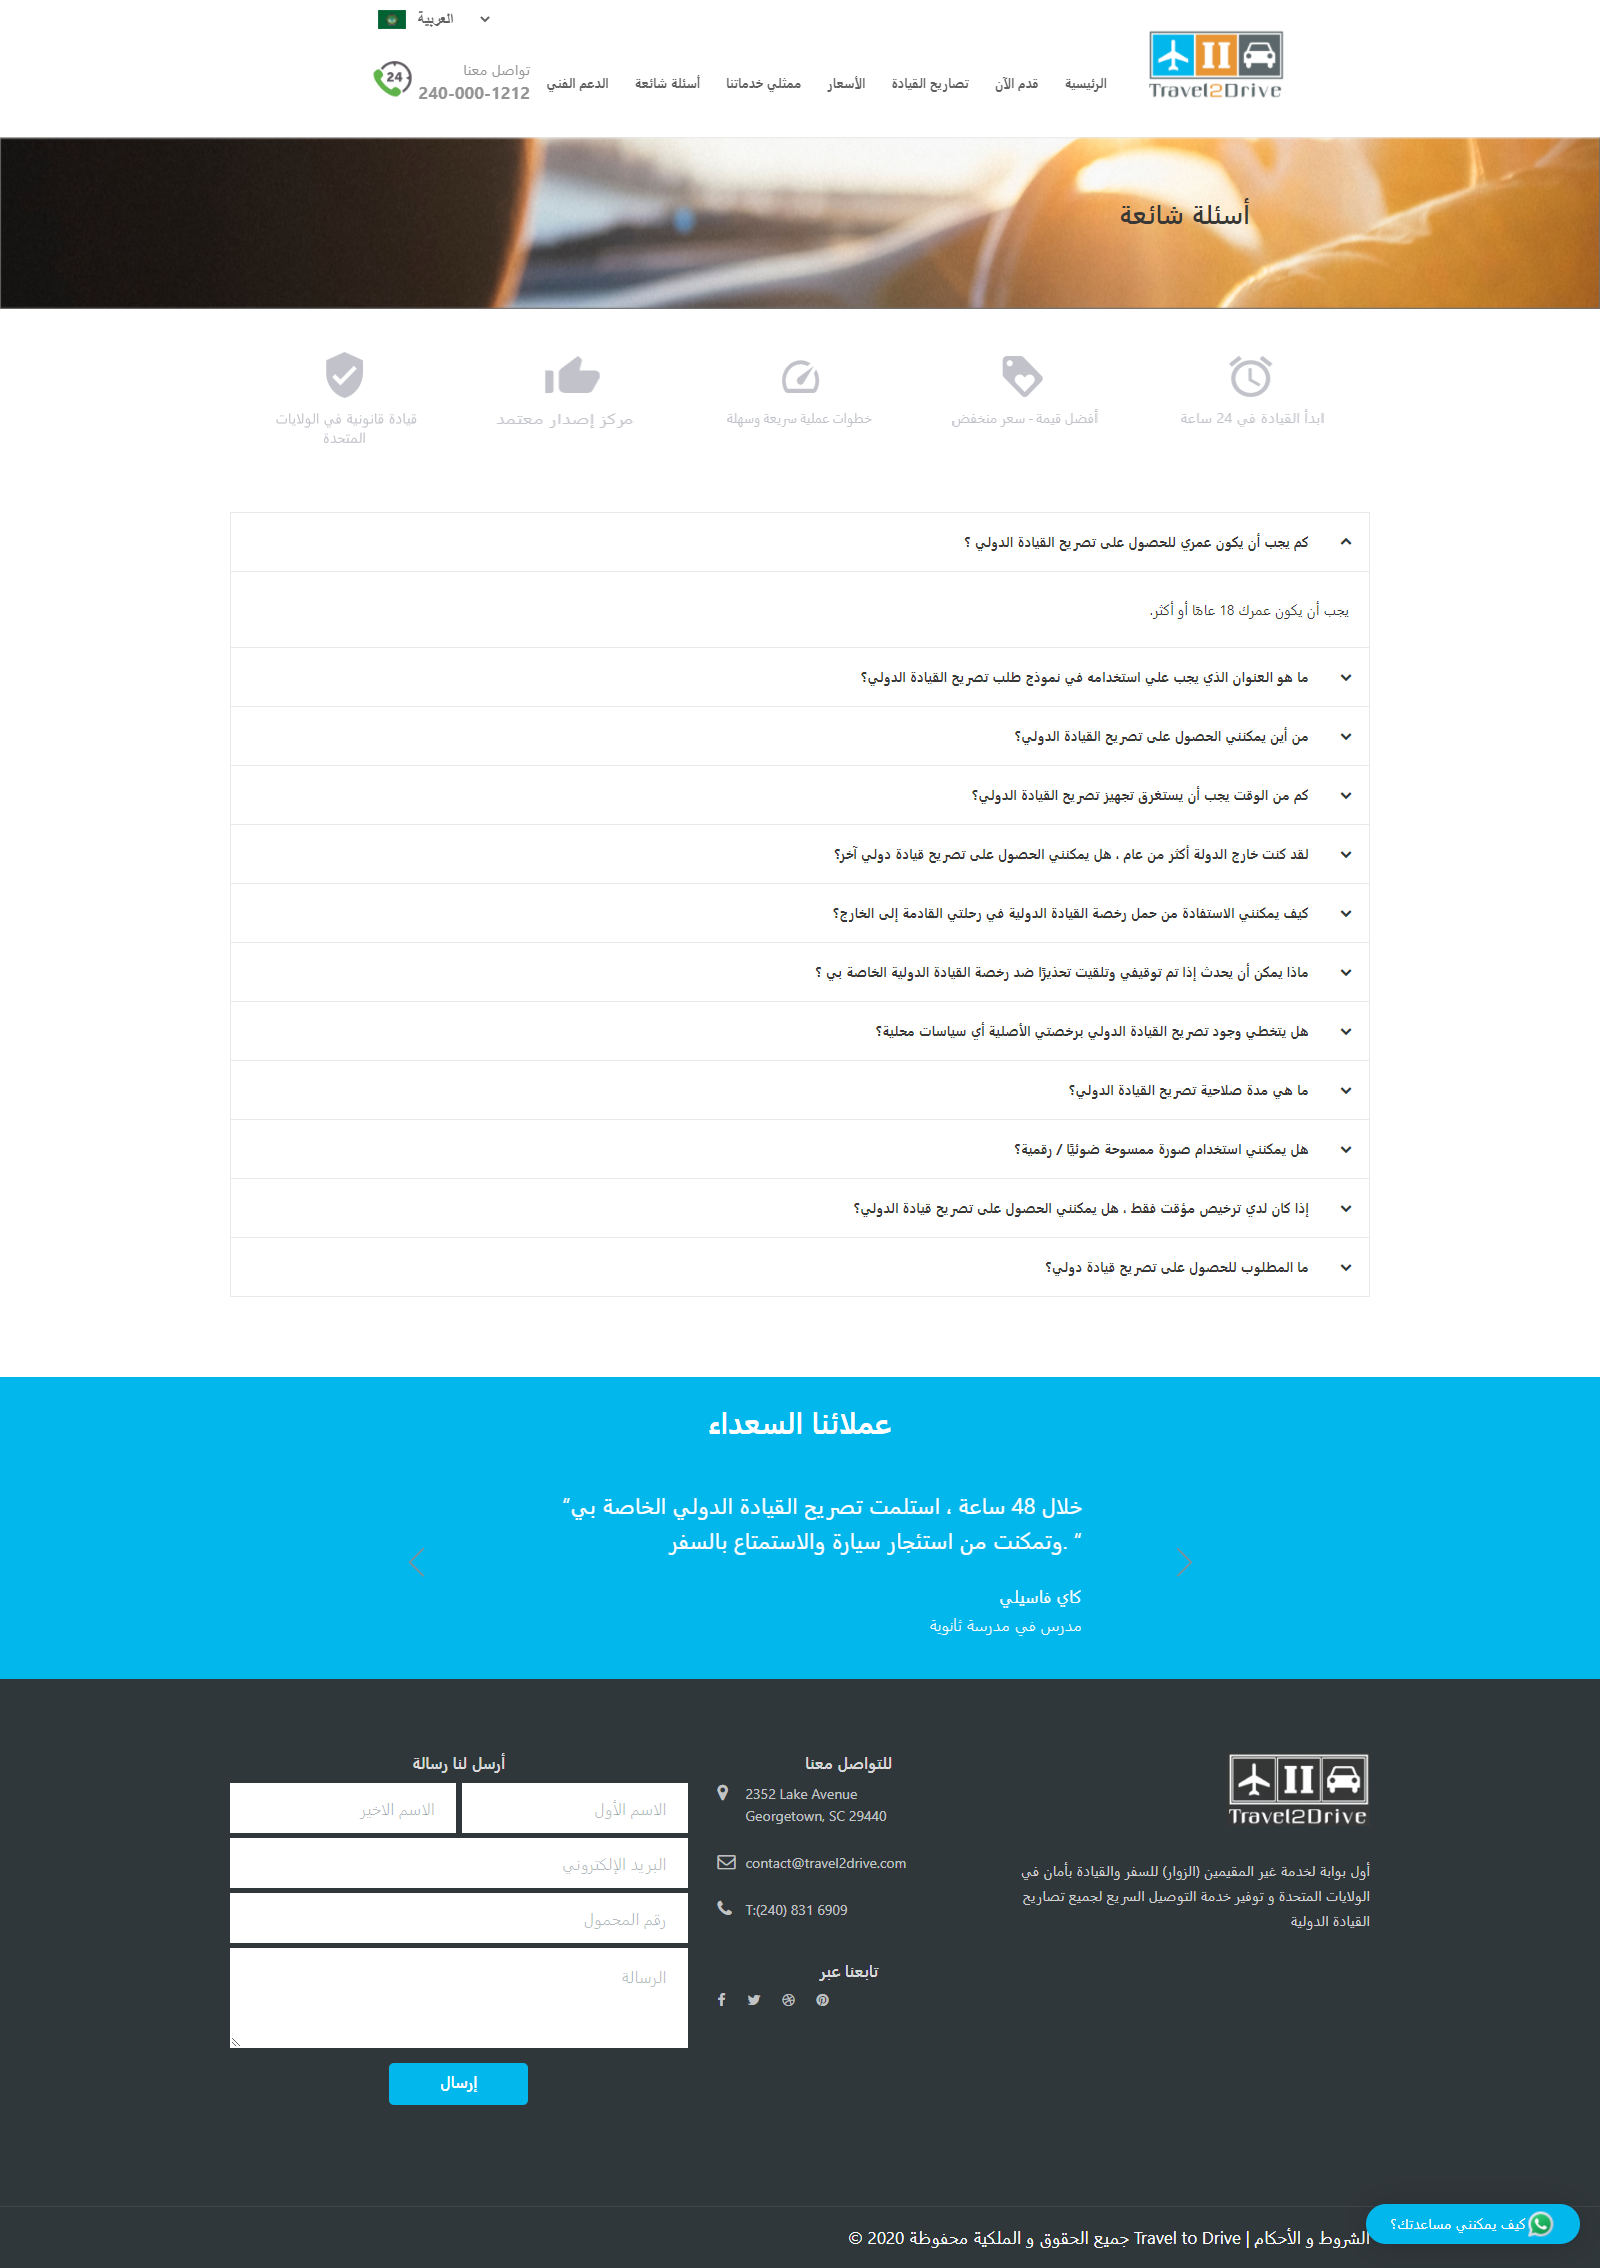 العربية
Travel2Drive
الرئيسية
قدم الآن
تصاريح القيادة
الأسعار
ممثلي خدماتنا
أسئلة شائعة
الدعم الفني
تواصل معنا
240-000-1212
24
أسئلة شائعة
ابدأ القيادة في 24 ساعة
أفضل قيمة - سعر منخفض
خطوات عملية سريعة وسهلة
مركز إصدار معتمد
قيادة قانونية في الولايات
المتحدة
كم يجب أن يكون عمري للحصول على تصريح القيادة الدولي ؟
يجب أن يكون عمرك 18 عامًا أو أكثر.
ما هو العنوان الذي يجب علي استخدامه في نموذج طلب تصريح القيادة الدولي؟
من أين يمكنني الحصول على تصريح القيادة الدولي؟
كم من الوقت يجب أن يستغرق تجهيز تصريح القيادة الدولي؟
لقد كنت خارج الدولة أكثر من عام ، هل يمكنني الحصول على تصريح قيادة دولي آخر؟
كيف يمكنني الاستفادة من حمل رخصة القيادة الدولية في رحلتي القادمة إلى الخارج؟
ماذا يمكن أن يحدث إذا تم توقيفي وتلقيت تحذيرًا ضد رخصة القيادة الدولية الخاصة بي ؟
هل يتخطي وجود تصريح القيادة الدولي برخصتي الأصلية أي سياسات محلية؟
ما هي مدة صلاحية تصريح القيادة الدولي؟
هل يمكنني استخدام صورة ممسوحة ضوئيًا / رقمية؟
إذا كان لدي ترخيص مؤقت فقط ، هل يمكنني الحصول على تصريح قيادة الدولي؟
ما المطلوب للحصول على تصريح قيادة دولي؟
عملائنا السعداء
خلال 48 ساعة ، استلمت تصريح القيادة الدولي الخاصة بي“
“ .وتمكنت من استئجار سيارة والاستمتاع بالسفر
كاي فاسيلي
مدرس في مدرسة ثانوية
Travel2Drive
أول بوابة لخدمة غير المقيمين (الزوار) للسفر والقيادة بأمان في
الولايات المتحدة و توفير خدمة التوصيل السريع لجميع تصاريح
القيادة الدولية
للتواصل معنا
2352 Lake Avenue
Georgetown, SC 29440
contact@travel2drive.com
T:(240) 831 6909
تابعنا عبر
أرسل لنا رسالة
الاسم الأول
الاسم الاخير
البريد الإلكتروني
رقم المحمول
الرسالة
إرسال
الشروط و الأحكام | Travel to Drive جميع الحقوق و الملكية محفوظة 2020 ©
كيف يمكنني مساعدتك؟